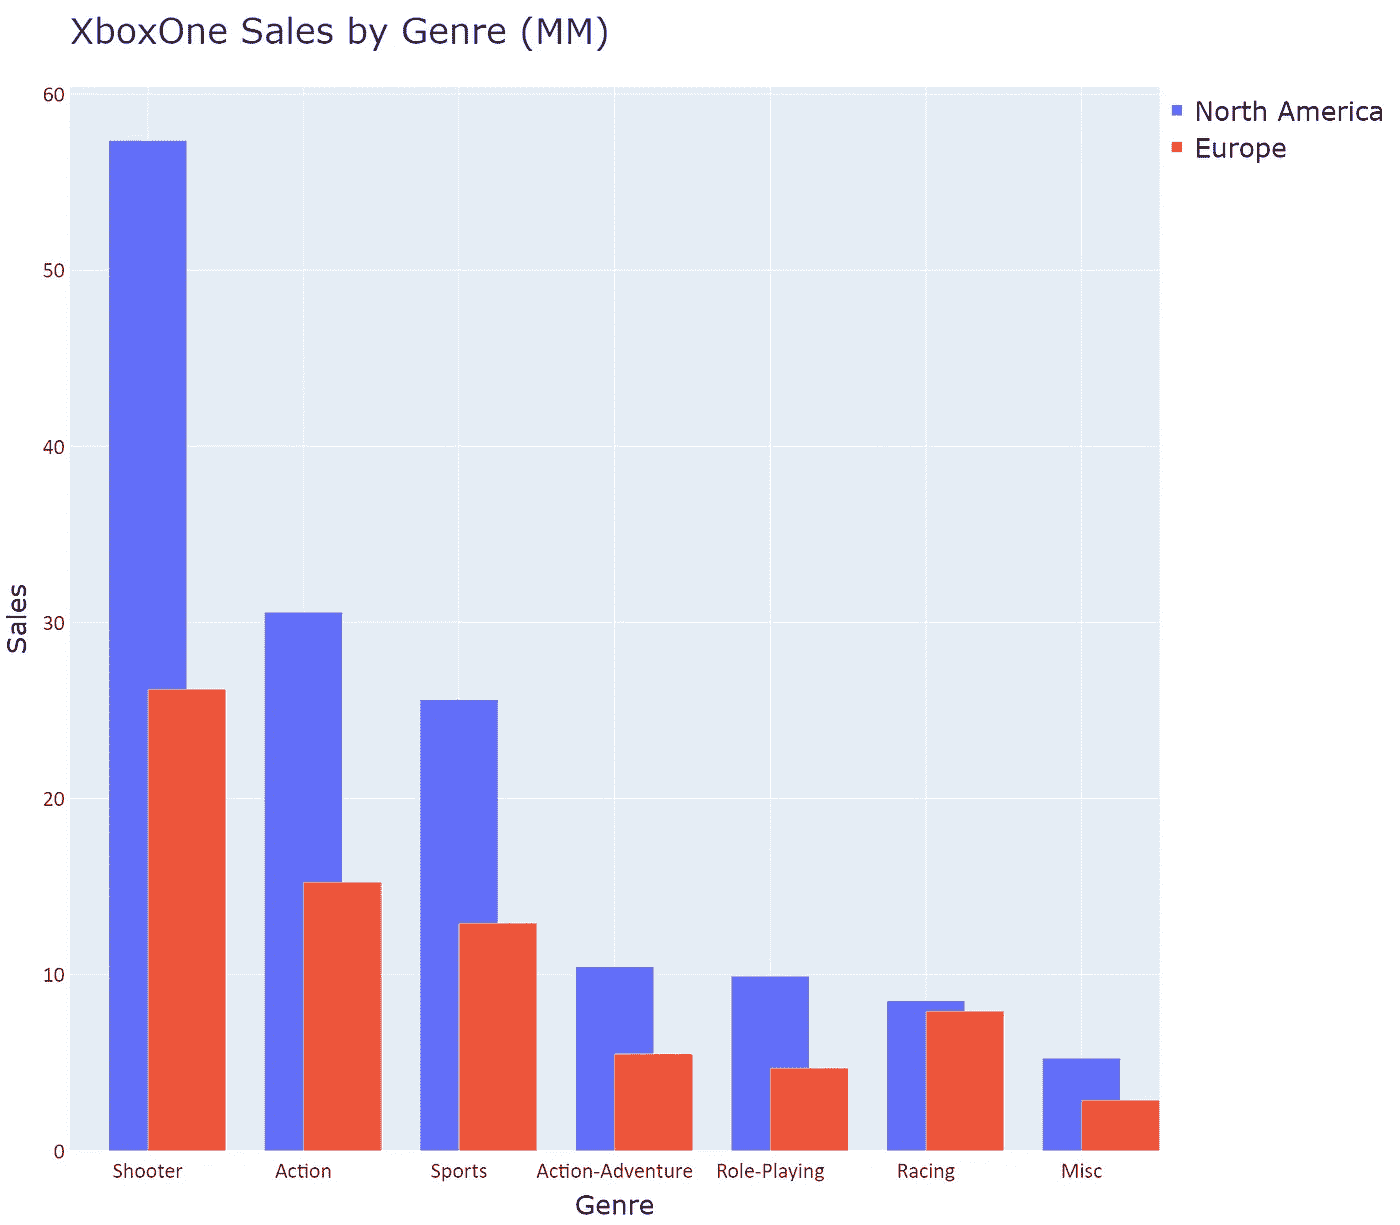 XboxOne Sales by Genre (MM)
North America
Europe
60
50
40
30
20
10
0
Sales
Shooter Action Sports Action-Adventure Role-Playing Racing Misc
Genre